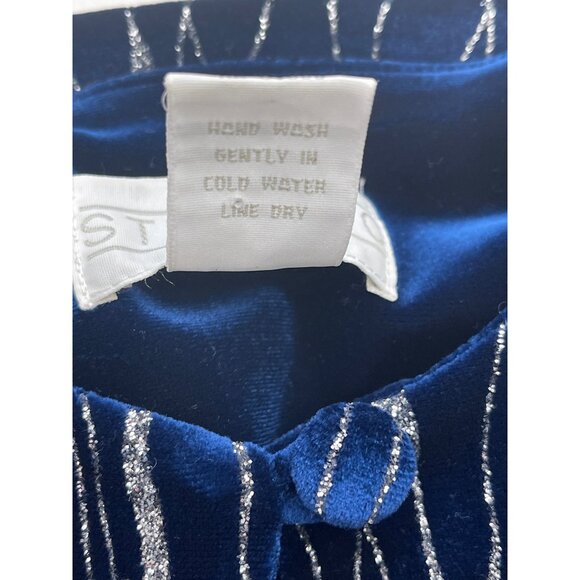 HAND WASH
GENTLY IN
COLD WATER
LINE DRY
ST